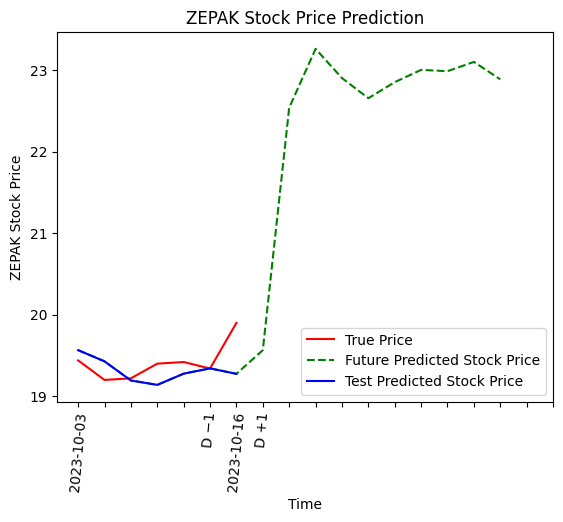 ZEPAK Stock Price Prediction
ZEPAK Stock Price
23
22
21
20
19
True Price
Future Predicted Stock Price
Test Predicted Stock Price
2023-10-03
D −1
2023-10-16
D +1
Time